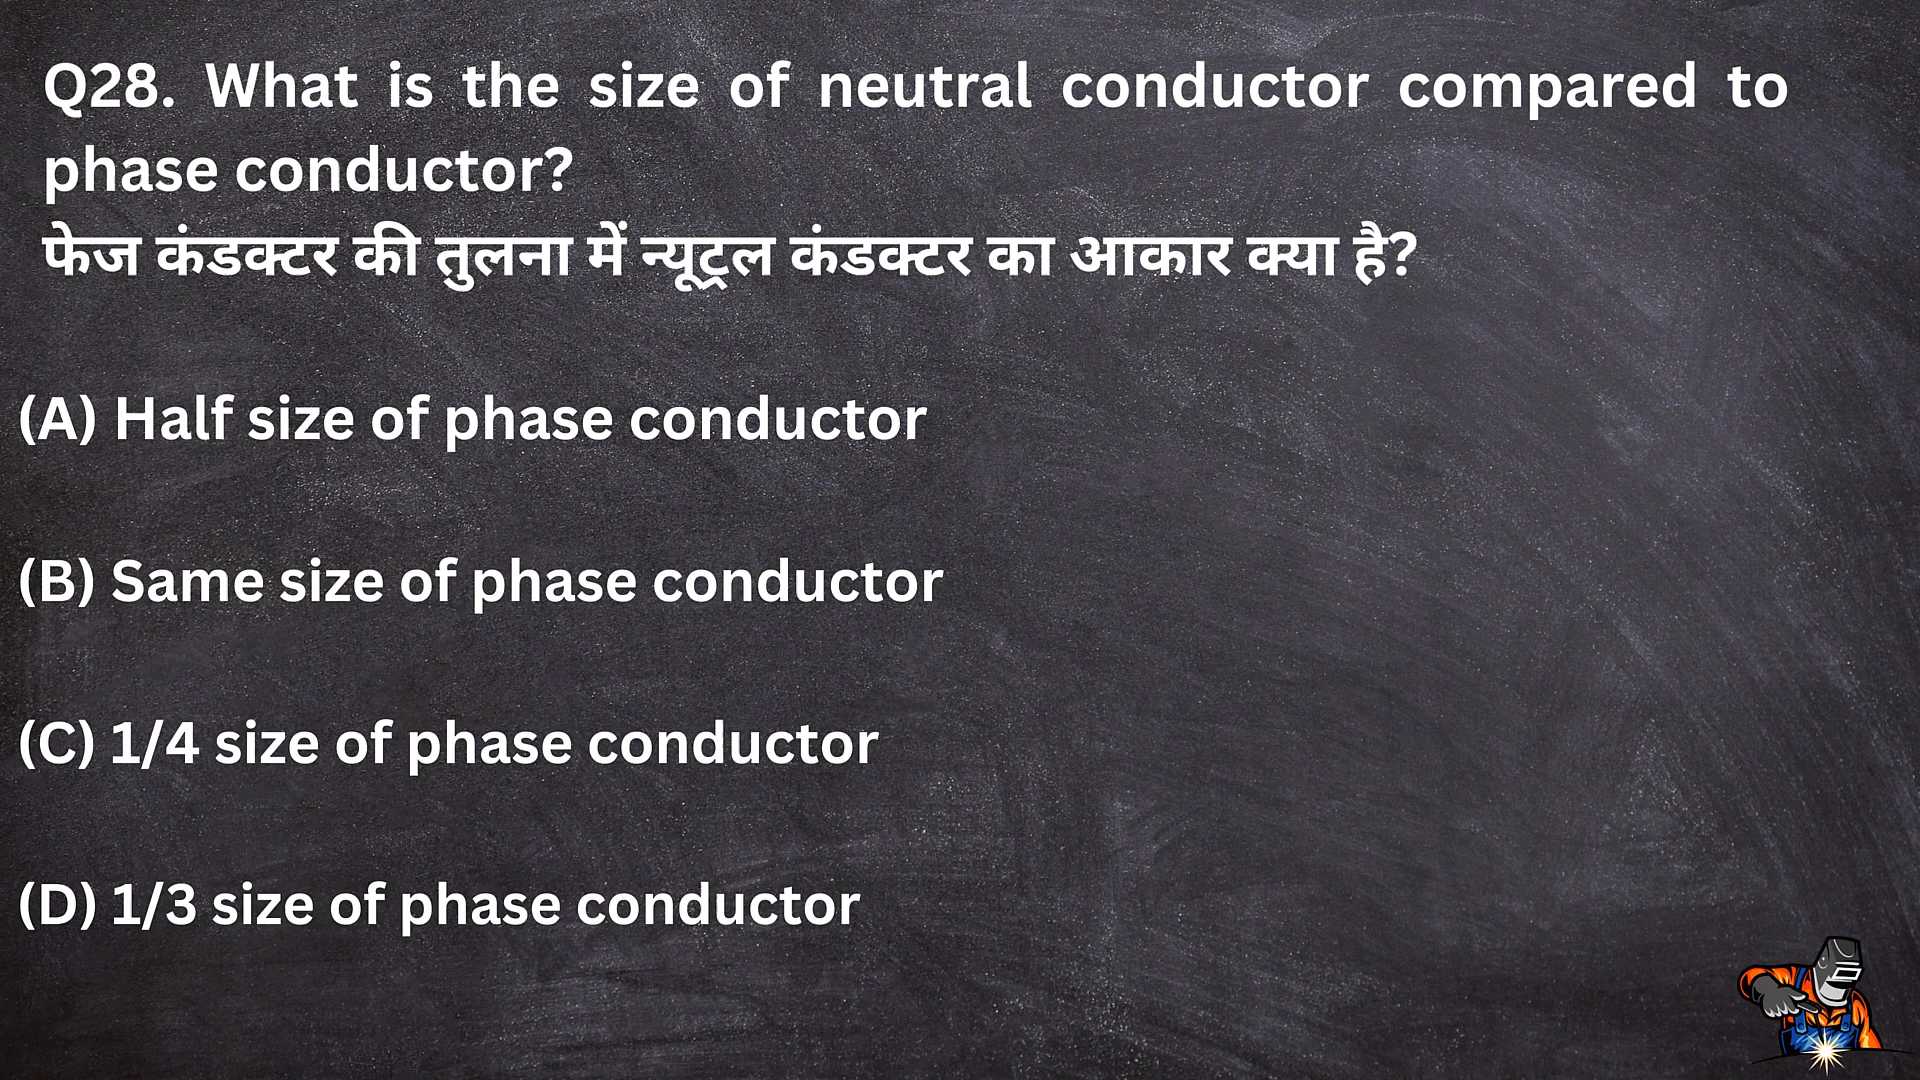 Q28. What is the size of neutral conductor compared to
phase conductor?
फेज कंडक्टर की तुलना में न्यूट्रल कंडक्टर का आकार क्या है?
(A) Half size of phase conductor
(B) Same size of phase conductor
(C) 1/4 size of phase conductor
(D) 1/3 size of phase conductor